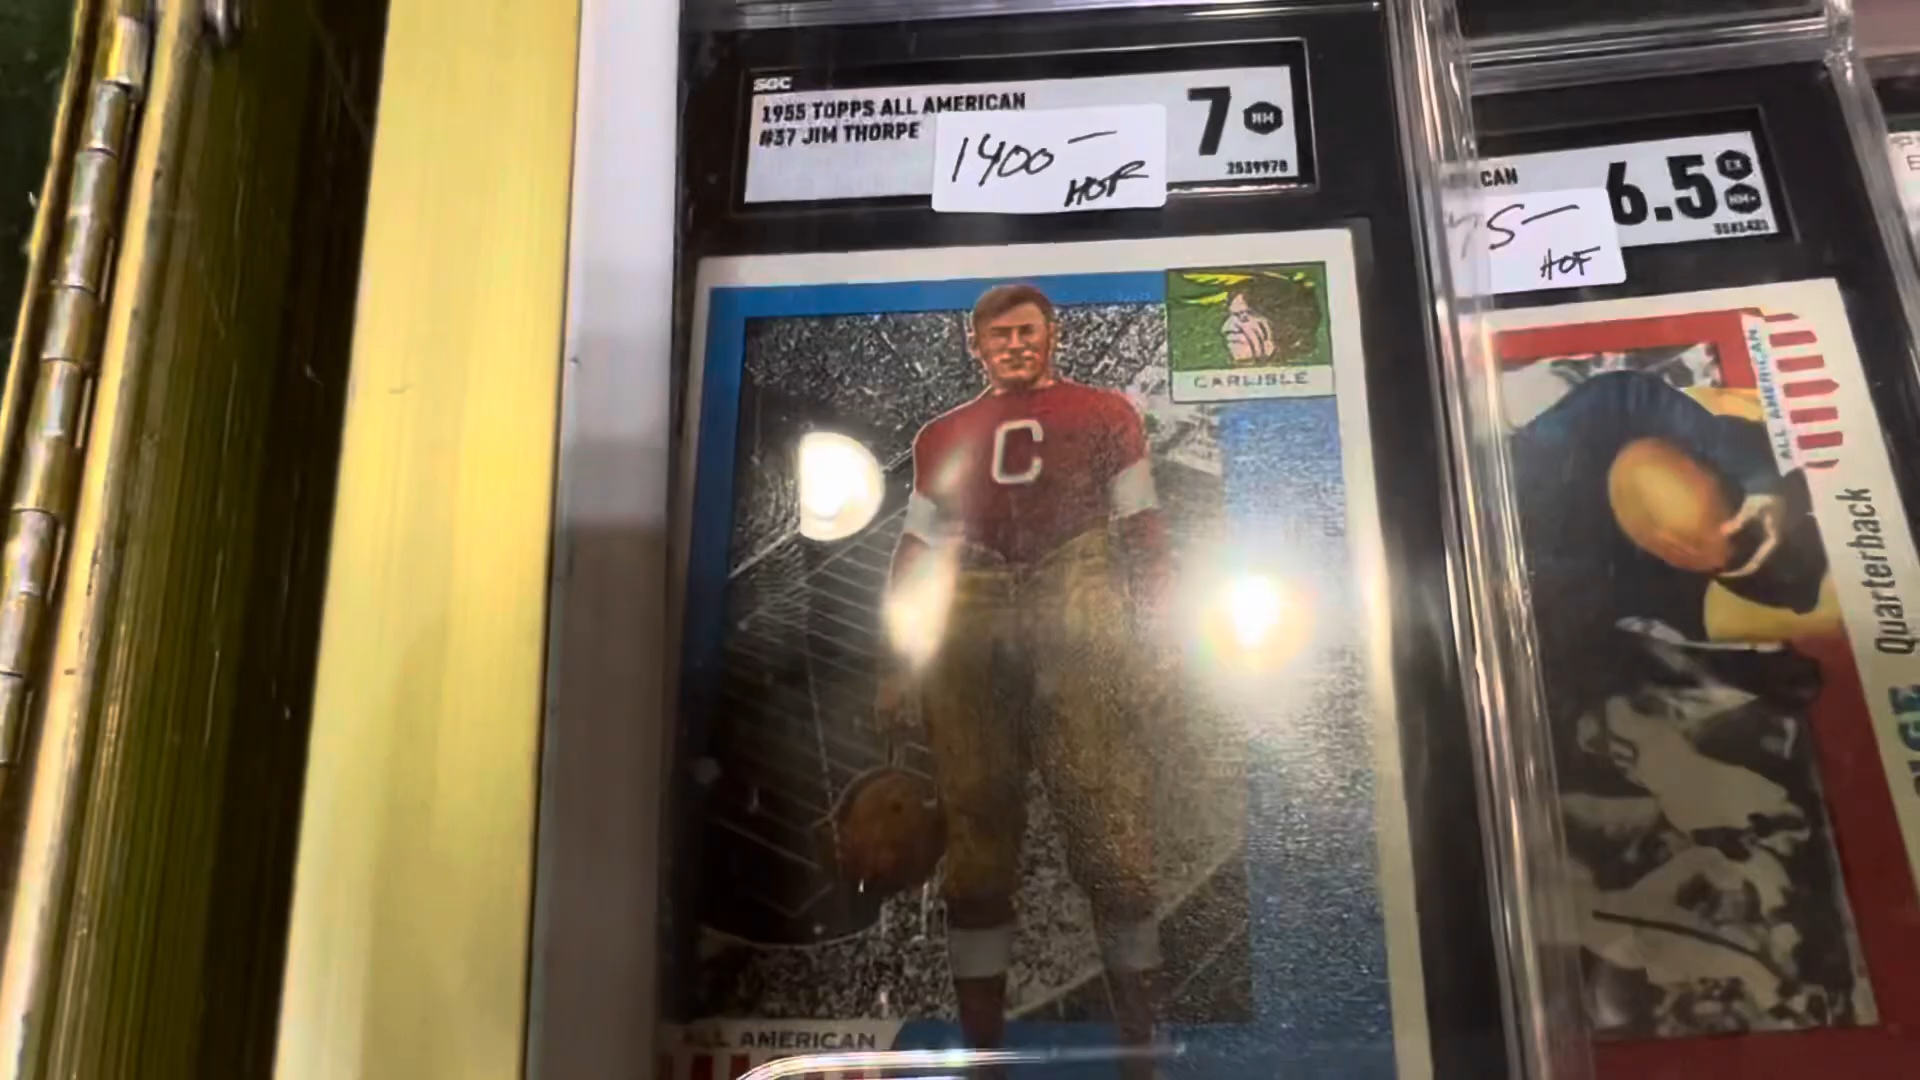 SGC
1955 TOPPS ALL AMERICAN
#37 JIM THORPE
7 NM
2539978
1400-
HOF
C
CARLISLE
ALL AMERICAN
CAN
6.5 EX
NM+
5-
HOF
ALL AMERICAN
Quarterback